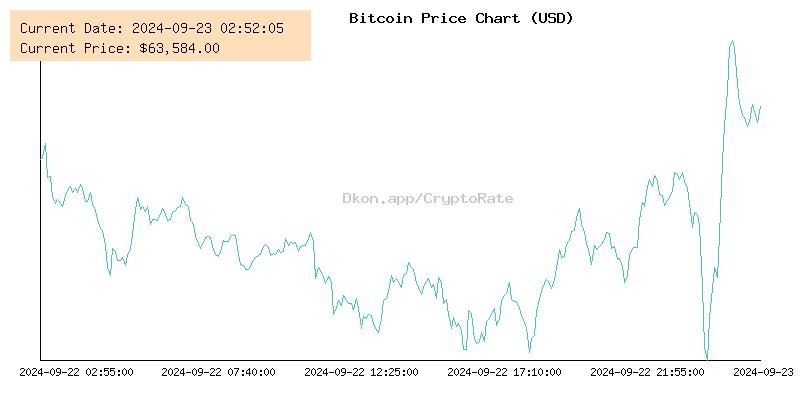 Bitcoin Price Chart (USD)
Current Date: 2024-09-23 02:52:05
Current Price: $63,584.00
Dkon.app/CryptoRate
2024-09-22 02:55:00 2024-09-22 07:40:00 2024-09-22 12:25:00 2024-09-22 17:10:00 2024-09-22 21:55:00 2024-09-23